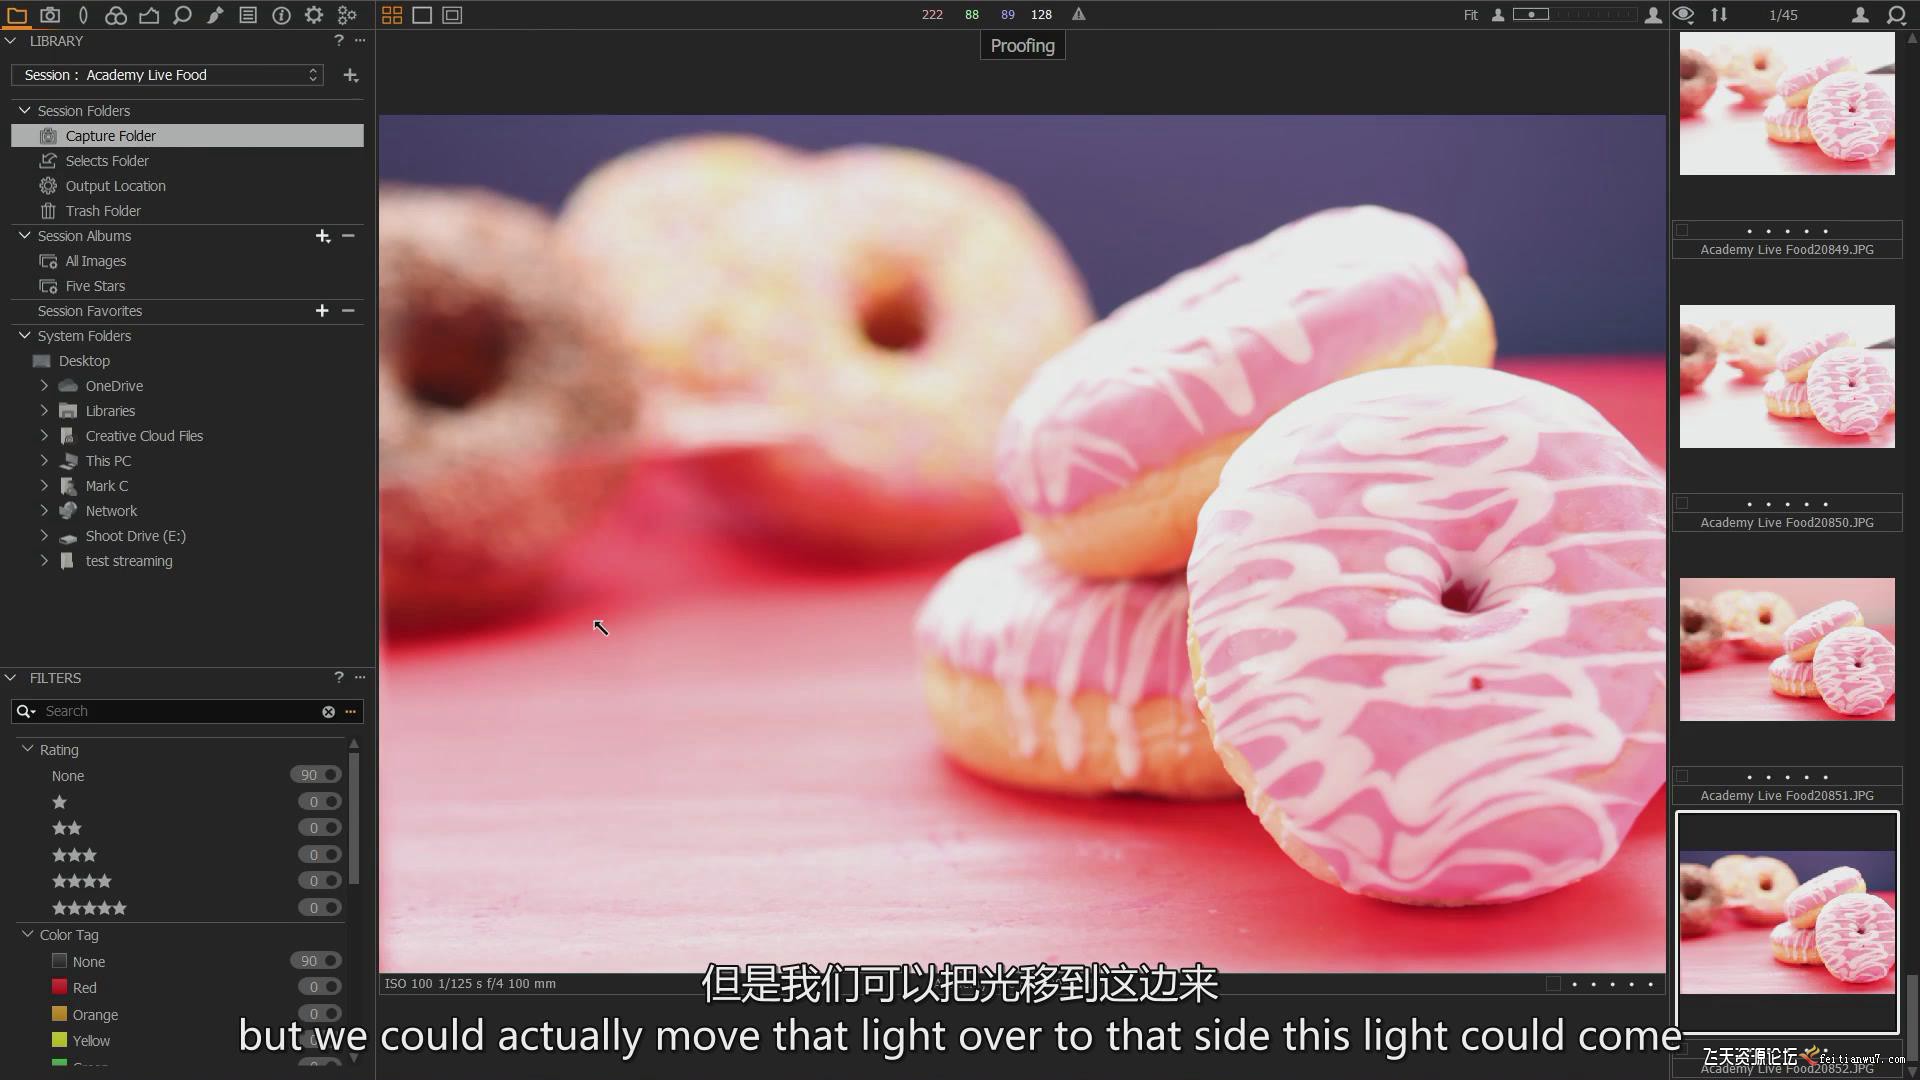 222 88 89 128
Fit
1/45
Proofing
LIBRARY
?
Session : Academy Live Food
Session Folders
Capture Folder
Selects Folder
Output Location
Trash Folder
Session Albums
All Images
Five Stars
Session Favorites
System Folders
Desktop
OneDrive
Libraries
Creative Cloud Files
This PC
Mark C
Network
Shoot Drive (E:)
test streaming
FILTERS
?
Search
Rating
None 90
0
0
0
0
0
Color Tag
None 90
Red 0
Orange 0
Yellow
Academy Live Food20849.JPG
Academy Live Food20850.JPG
Academy Live Food20851.JPG
ISO 100 1/125 s f/4 100 mm
但是我们可以把光移到这边来
but we could actually move that light over to that side this light could come
飞天资源论坛 feitianwu7.com
Academy Live Food20852.JPG